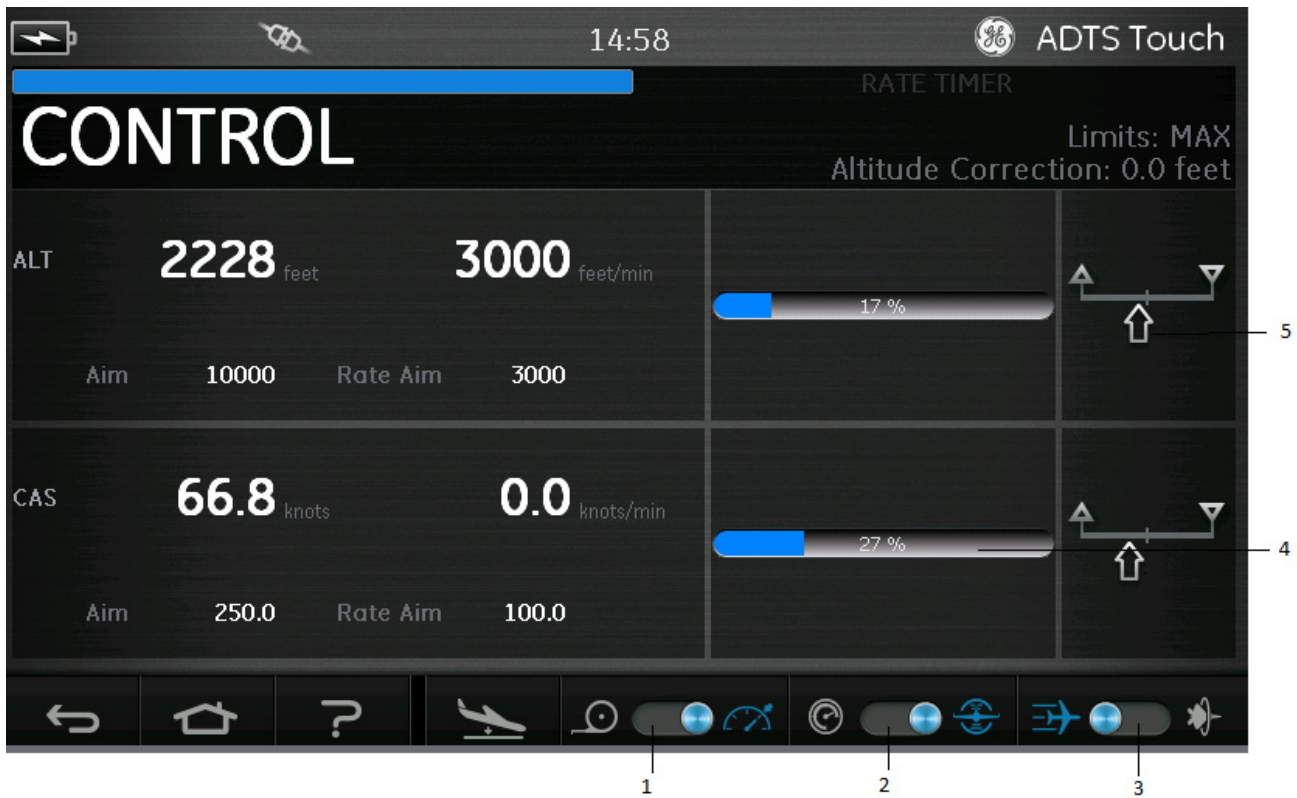 14:58
ADTS Touch
RATE TIMER
CONTROL
Limits: MAX
Altitude Correction: 0.0 feet
ALT 2228 feet 3000 feet/min
17 %
5
Aim 10000 Rate Aim 3000
CAS 66.8 knots 0.0 knots/min
27 %
4
Aim 250.0 Rate Aim 100.0
?
1 2 3